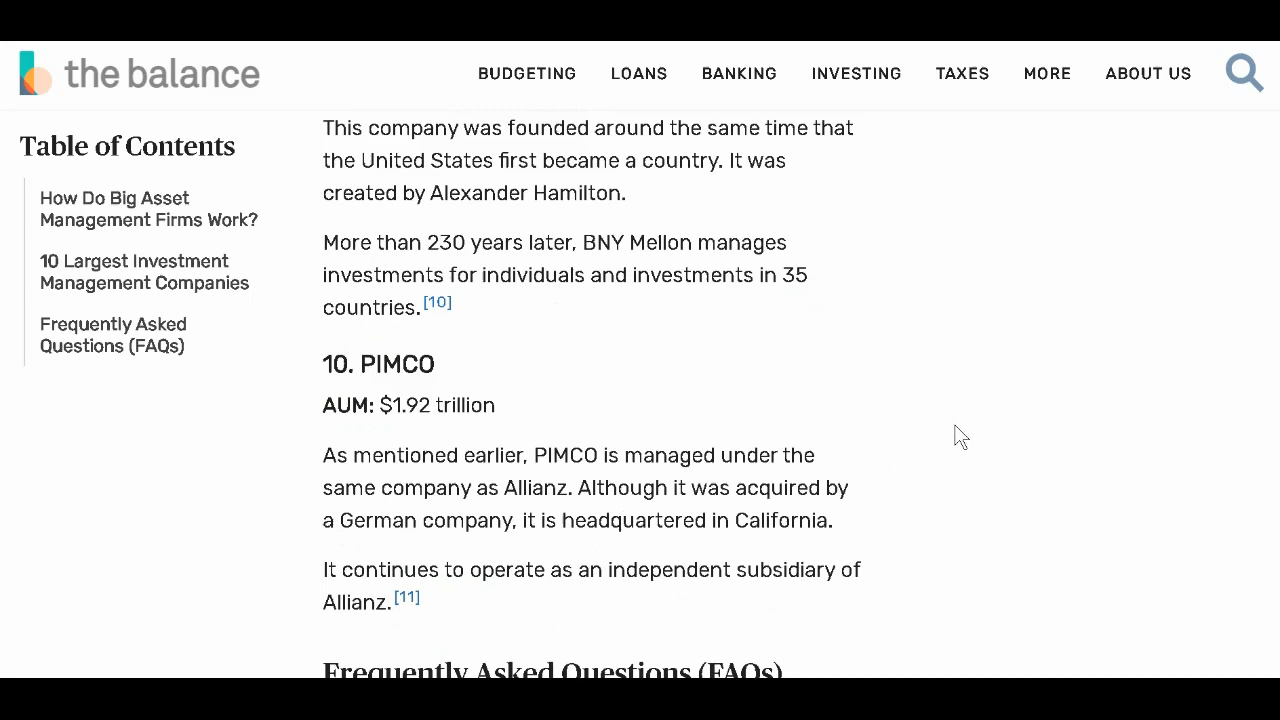 the balance
BUDGETING LOANS BANKING INVESTING TAXES MORE ABOUT US
Table of Contents
How Do Big Asset
Management Firms Work?
10 Largest Investment
Management Companies
Frequently Asked
Questions (FAQs)
This company was founded around the same time that
the United States first became a country. It was
created by Alexander Hamilton.
More than 230 years later, BNY Mellon manages
investments for individuals and investments in 35
countries.[10]
10. PIMCO
AUM: $1.92 trillion
As mentioned earlier, PIMCO is managed under the
same company as Allianz. Although it was acquired by
a German company, it is headquartered in California.
It continues to operate as an independent subsidiary of
Allianz.[11]
Frequently Asked Questions (FAQs)